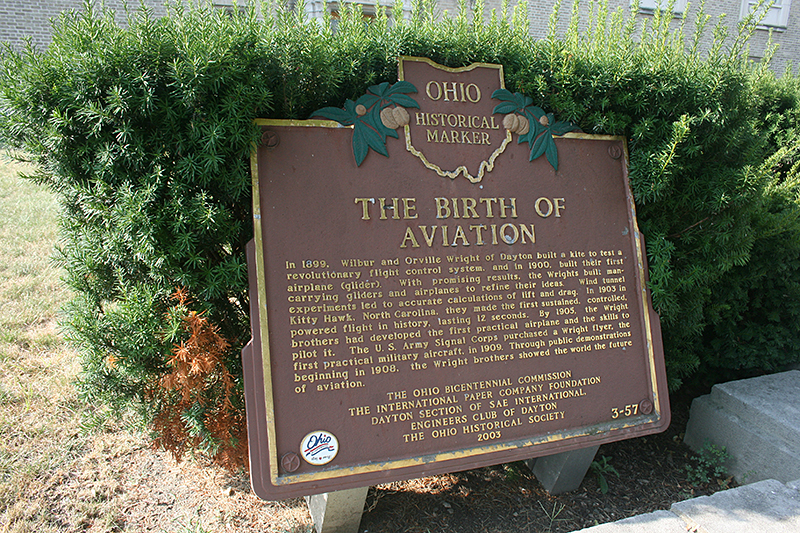 OHIO
HISTORICAL
MARKER
THE BIRTH OF
AVIATION
In 1899, Wilbur and Orville Wright of Dayton built a kite to test a
revolutionary flight control system, and in 1900, built their first
airplane (glider). With promising results, the Wrights built man-
carrying gliders and airplanes to refine their ideas. Wind tunnel
experiments led to accurate calculations of lift and drag. In 1903 in
Kitty Hawk, North Carolina, they made the first sustained, controlled,
powered flight in history, lasting 12 seconds. By 1905, the Wright
brothers had developed the first practical airplane and the skills to
pilot it. The U.S. Army Signal Corps purchased a Wright flyer, the
first practical military aircraft, in 1909. Through public demonstrations
beginning in 1908, the Wright brothers showed the world the future
of aviation.
THE OHIO BICENTENNIAL COMMISSION
THE INTERNATIONAL PAPER COMPANY FOUNDATION
DAYTON SECTION OF SAE INTERNATIONAL
ENGINEERS CLUB OF DAYTON
THE OHIO HISTORICAL SOCIETY
2003
3-57
Ohio